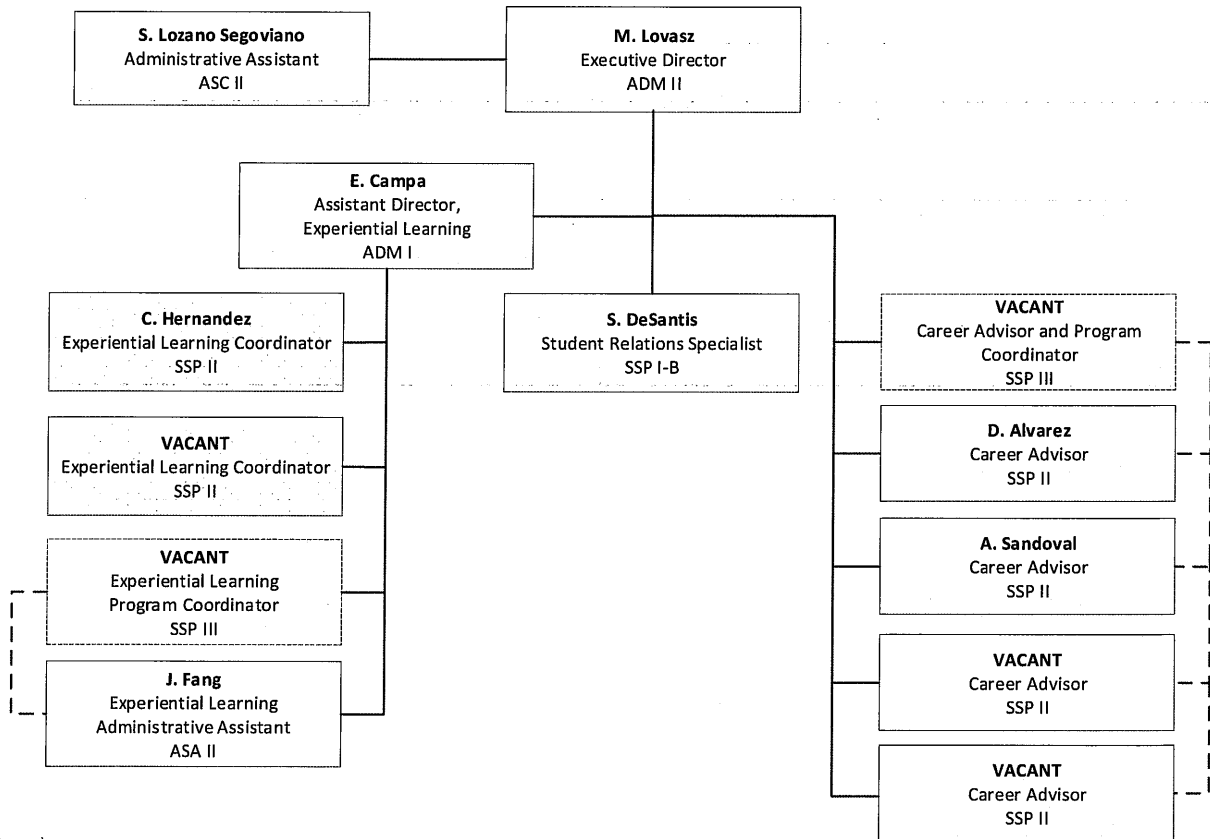 S. Lozano Segoviano
Administrative Assistant
ASC II
M. Lovasz
Executive Director
ADM II
E. Campa
Assistant Director,
Experiential Learning
ADM I
C. Hernandez
Experiential Learning Coordinator
SSP II
VACANT
Experiential Learning Coordinator
SSP II
VACANT
Experiential Learning
Program Coordinator
SSP III
J. Fang
Experiential Learning
Administrative Assistant
ASA II
S. DeSantis
Student Relations Specialist
SSP I-B
VACANT
Career Advisor and Program
Coordinator
SSP III
D. Alvarez
Career Advisor
SSP II
A. Sandoval
Career Advisor
SSP II
VACANT
Career Advisor
SSP II
VACANT
Career Advisor
SSP II